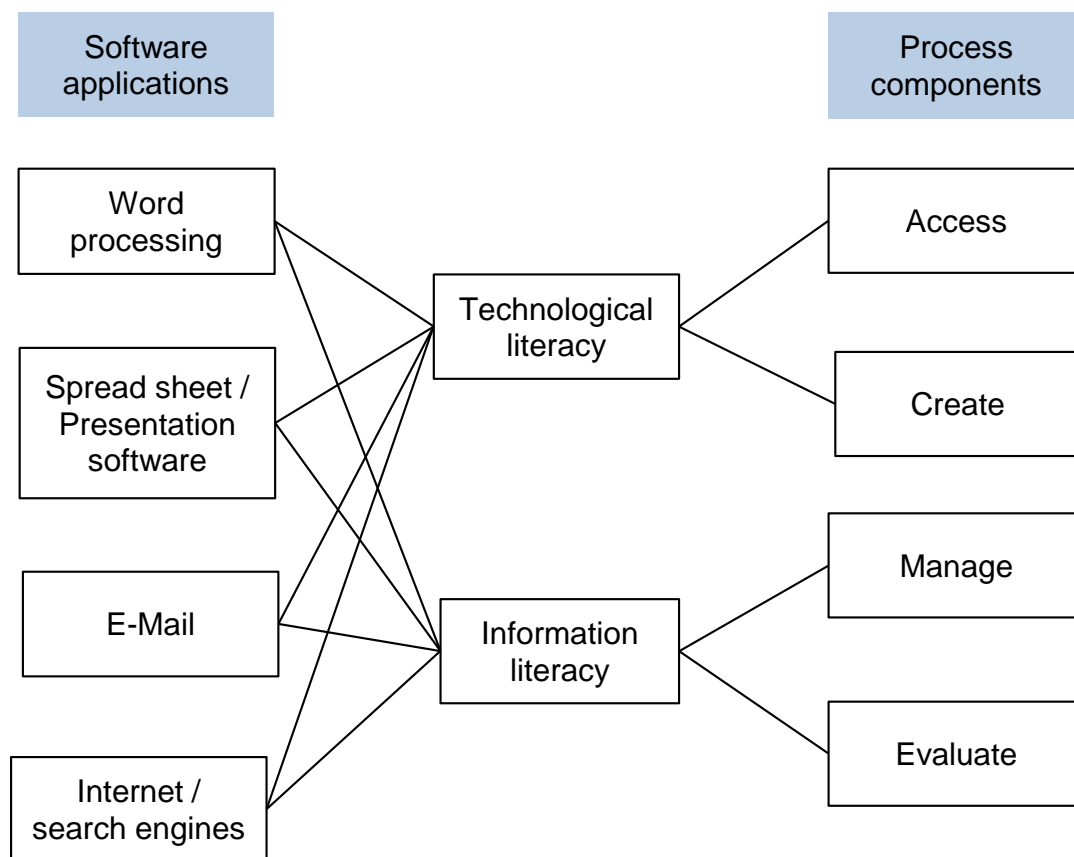 Software
applications
Process
components
Word
processing
Access
Technological
literacy
Spread sheet /
Presentation
software
Create
Manage
E-Mail
Information
literacy
Evaluate
Internet /
search engines